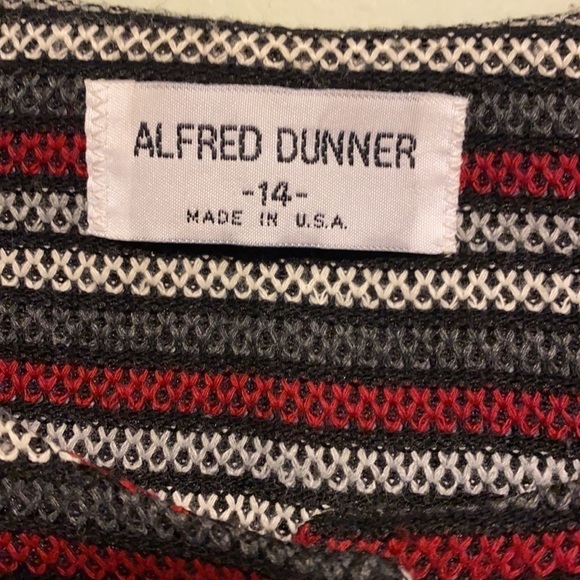 ALFRED DUNNER
-14-
MADE IN U.S.A.